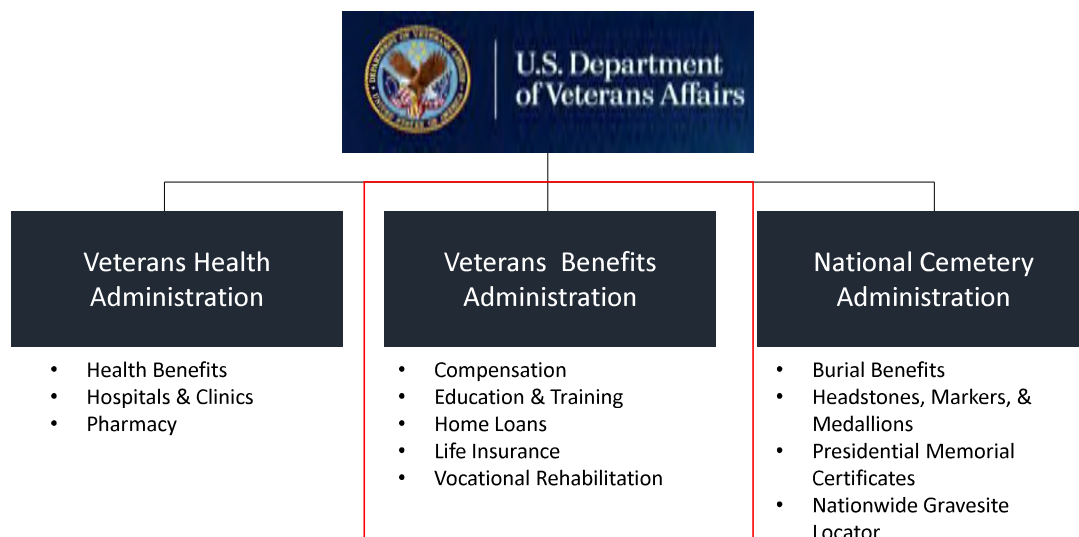 U.S. Department
of Veterans Affairs
Veterans Health
Administration
• Health Benefits
• Hospitals & Clinics
• Pharmacy
Veterans  Benefits
Administration
• Compensation
• Education & Training
• Home Loans
• Life Insurance
• Vocational Rehabilitation
National Cemetery
Administration
• Burial Benefits
• Headstones, Markers, &
Medallions
• Presidential Memorial
Certificates
• Nationwide Gravesite
Locator